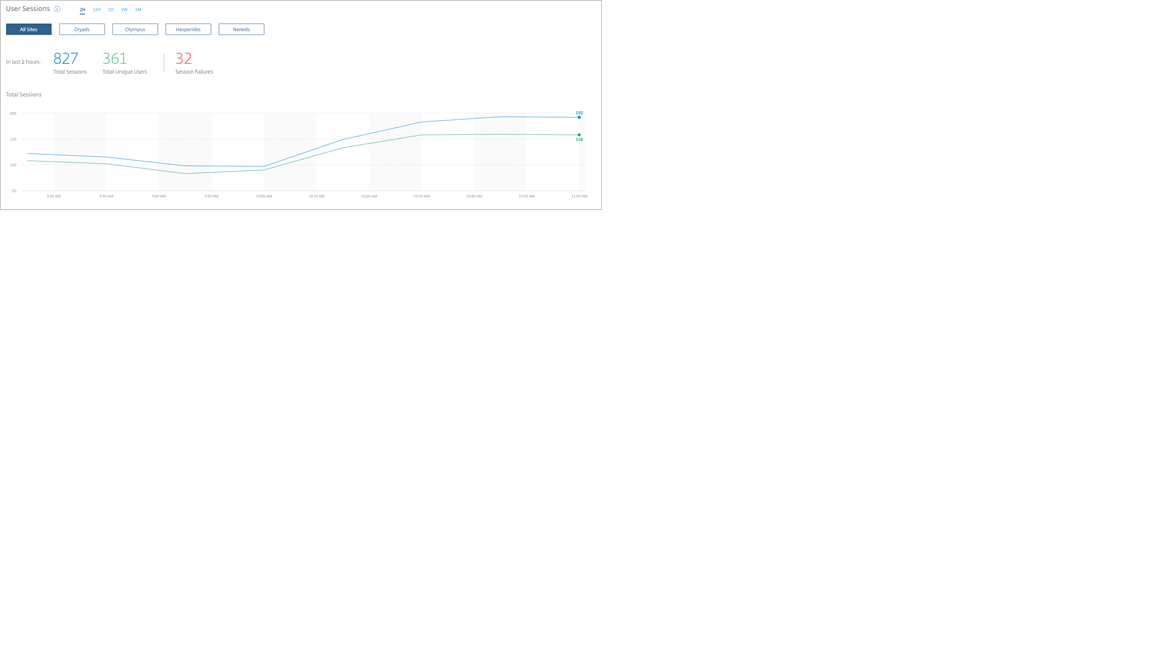 User Sessions
2H 12H 1D 1W 1M
All Sites Dryads Olympus Hesperides Nereids
In last 2 hours 827 361 32
Total Sessions Total Unique Users Session Failures
Total Sessions
192
200
150
100
50
9:20 AM 9:30 AM 9:40 AM 9:50 AM 10:00 AM 10:10 AM 10:20 AM 10:30 AM 10:40 AM 10:50 AM 11:00 AM